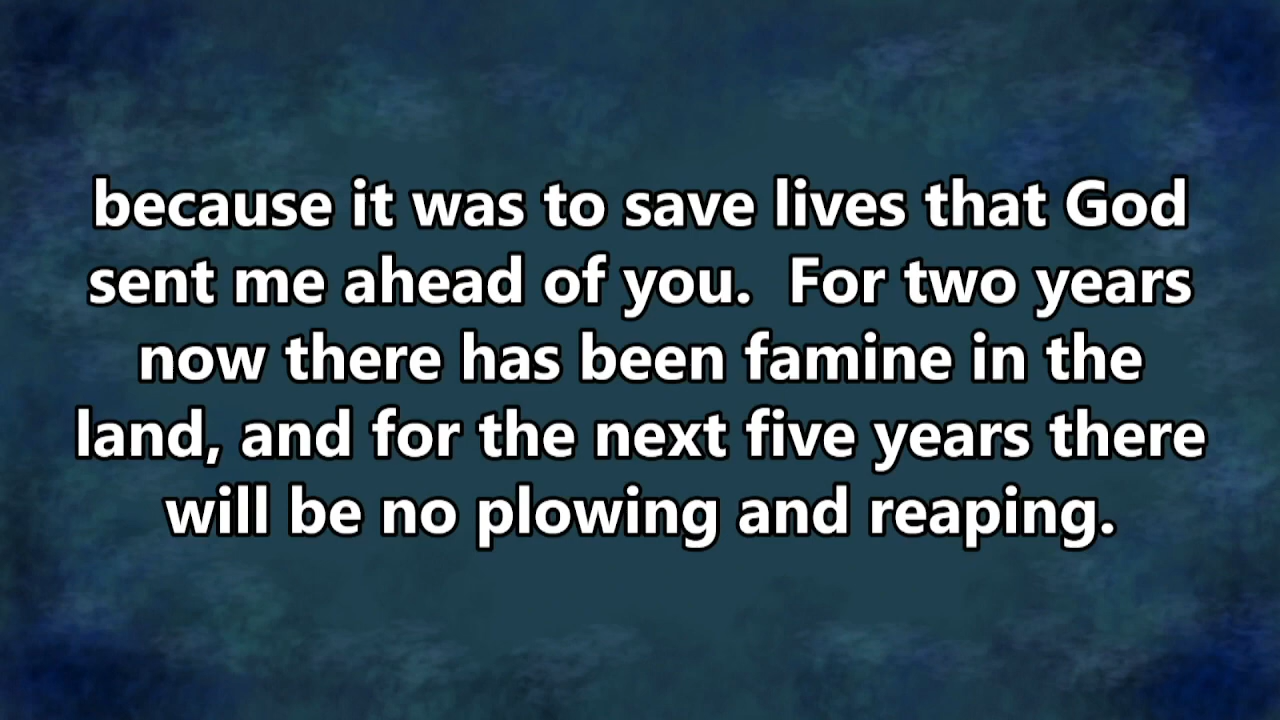 because it was to save lives that God
sent me ahead of you.  For two years
now there has been famine in the
land, and for the next five years there
will be no plowing and reaping.